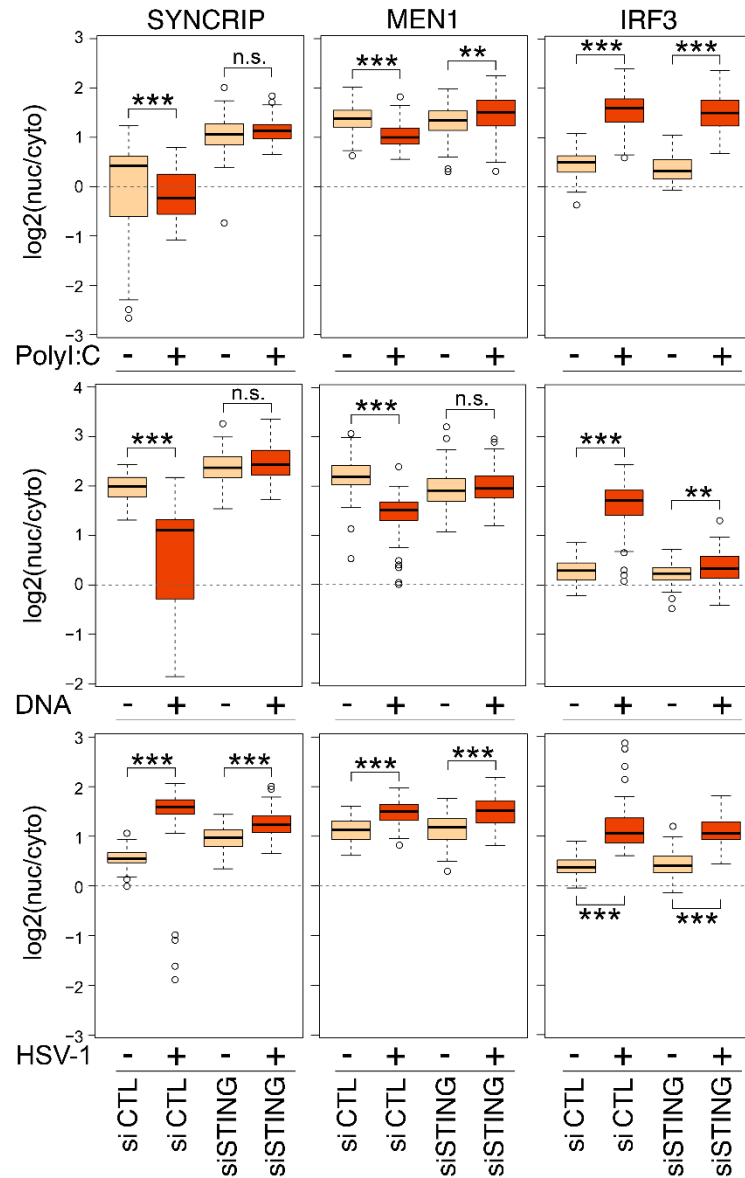 SYNCRIP MEN1 IRF3
log2(nuc/cyto)
3
2
1
0
−1
−2
−3
*** n.s.
*** **
*** ***
PolyI:C - + - + - + - + - + - +
log2(nuc/cyto)
4
3
2
1
0
−1
−2
*** n.s.
*** n.s.
*** **
DNA - + - + - + - + - + - +
log2(nuc/cyto)
3
2
1
0
−1
−2
−3
*** ***
*** ***
*** ***
HSV-1 - + - + - + - + - + - +
si CTL si CTL siSTING siSTING si CTL si CTL siSTING siSTING si CTL si CTL siSTING siSTING